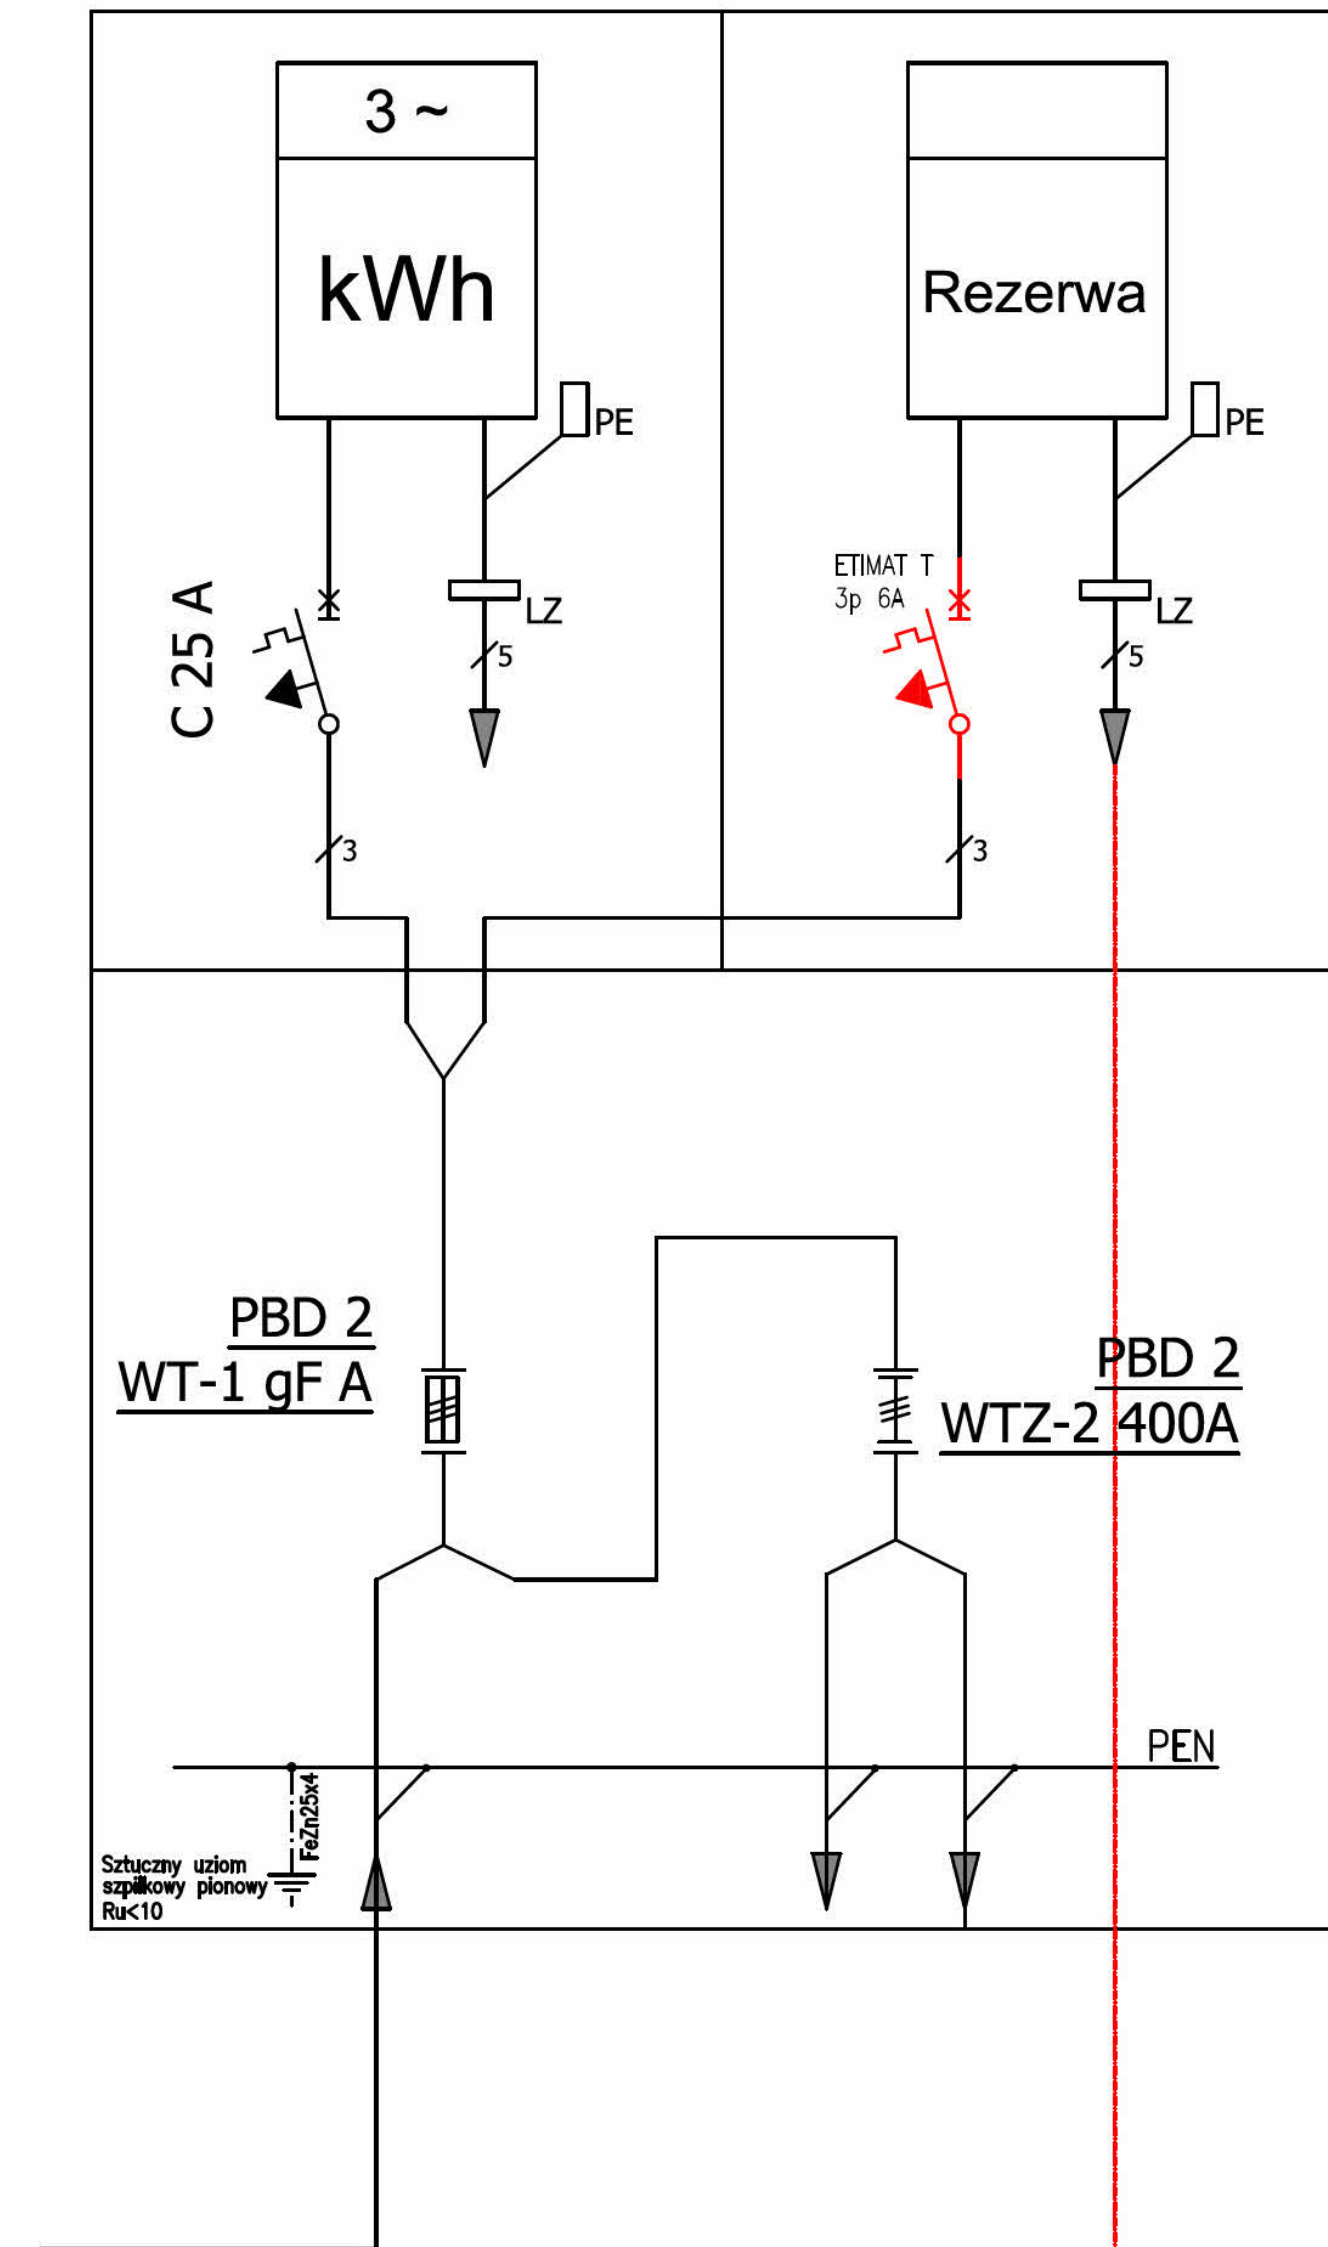 3 ~
kWh
Rezerwa
PE
PE
ETIMAT T
3p 6A
C 25 A
LZ
LZ
5
5
3
3
PBD 2
WT-1 gF A
PBD 2
WTZ-2 400A
PEN
FeZn25x4
Sztuczny uziom
szpilkowy pionowy
Ru<10